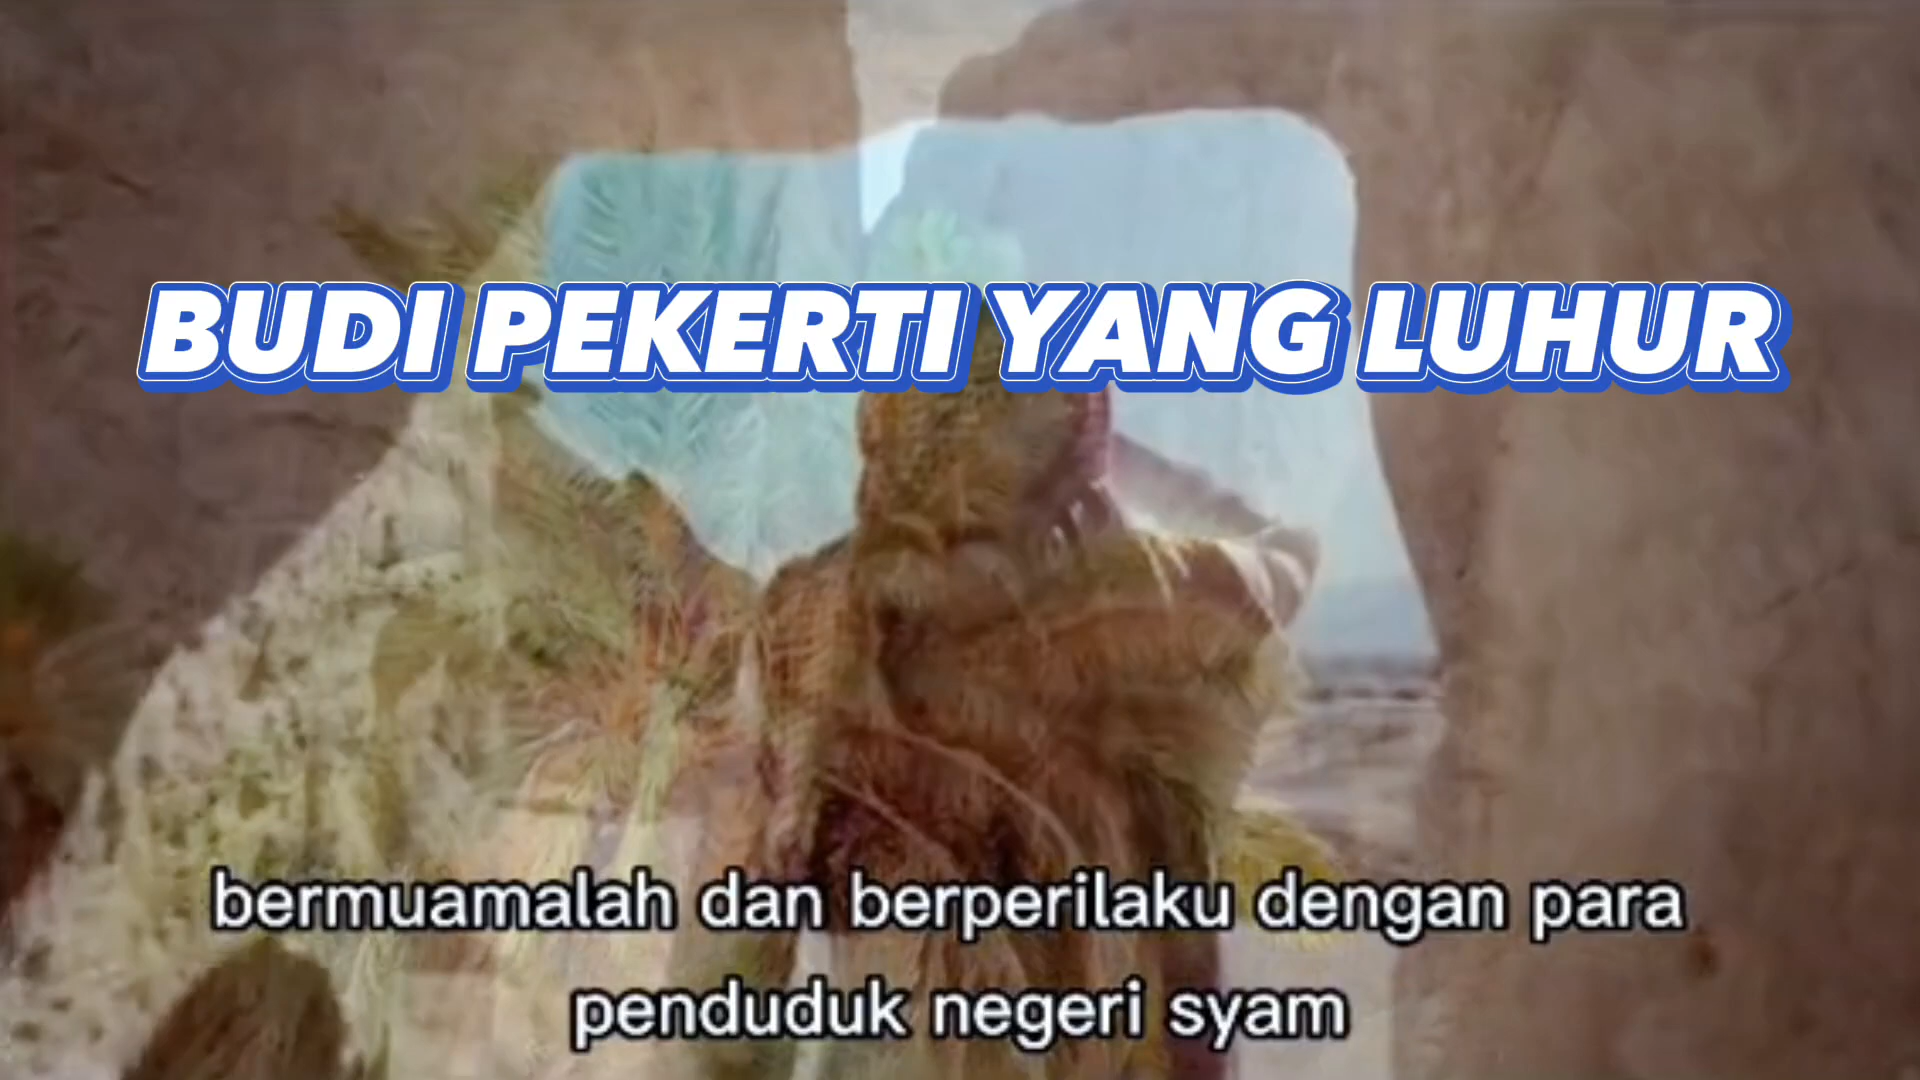 BUDI PEKERTI YANG LUHUR
bermuamalah dan berperilaku dengan para
penduduk negeri syam